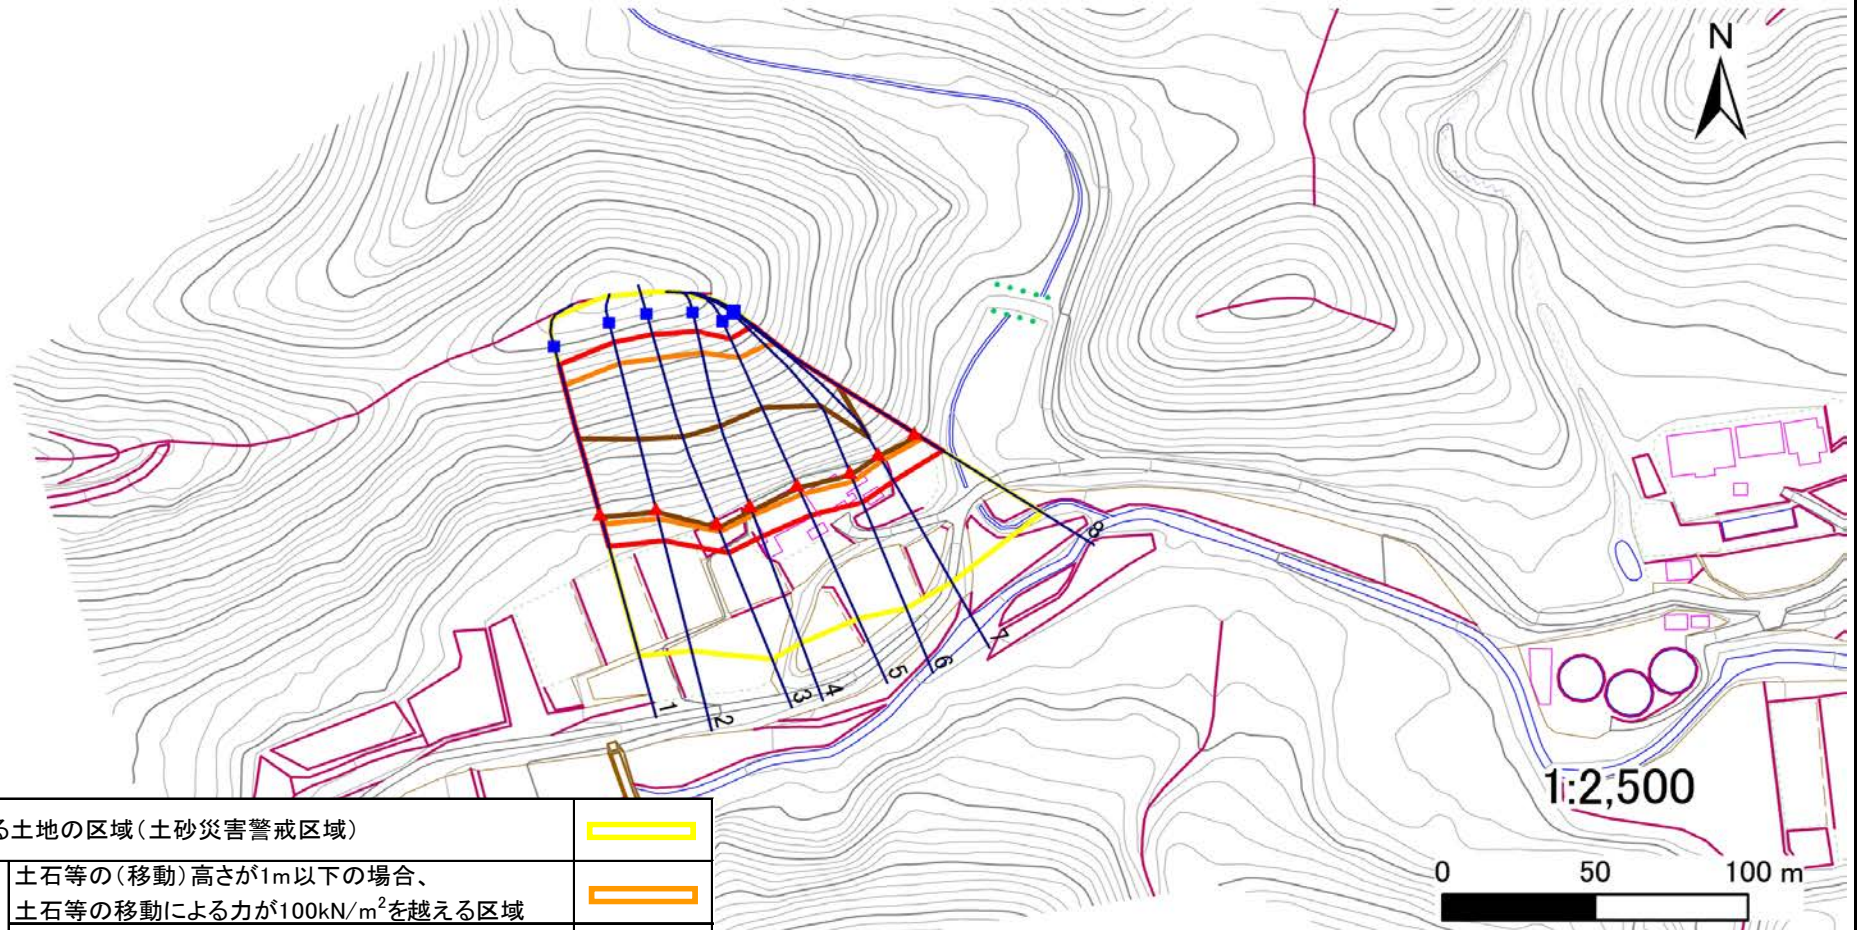 N
1
2
3
4
5
6
7
8
1:2,500
0 50 100 m
る土地の区域(土砂災害警戒区域)
土石等の(移動)高さが1m以下の場合、
土石等の移動による力が100kN/m²を越える区域